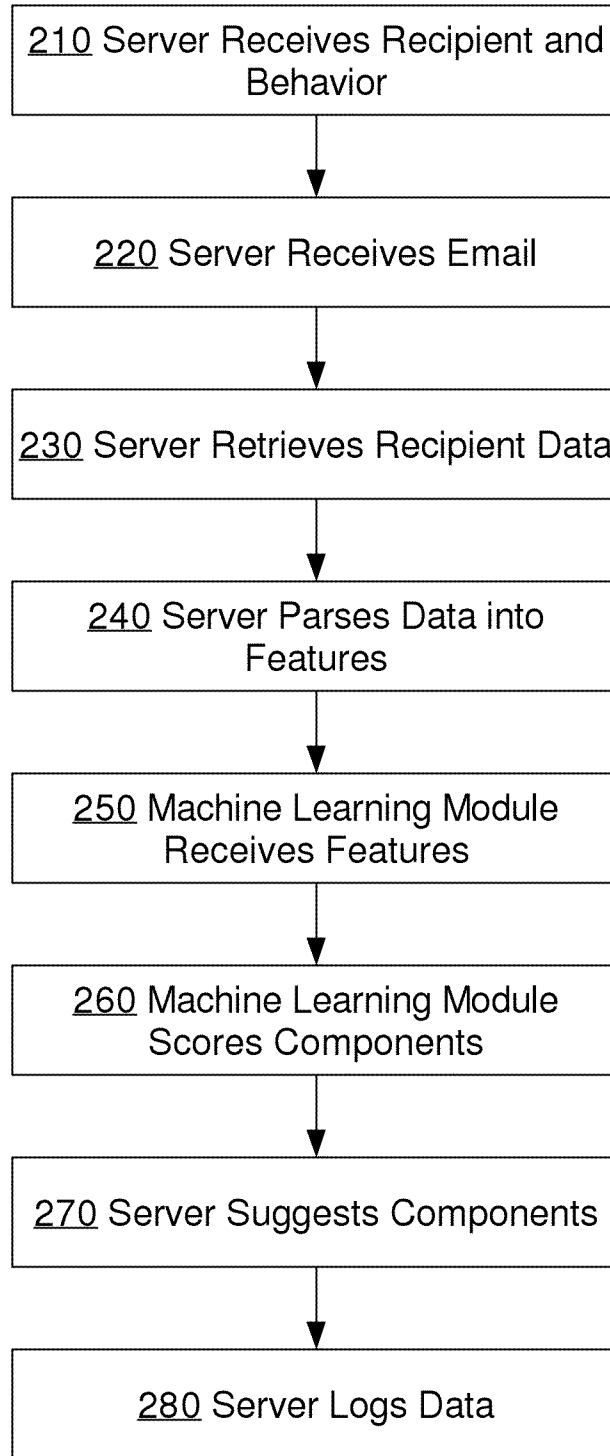 210 Server Receives Recipient and
Behavior
220 Server Receives Email
230 Server Retrieves Recipient Data
240 Server Parses Data into
Features
250 Machine Learning Module
Receives Features
260 Machine Learning Module
Scores Components
270 Server Suggests Components
280 Server Logs Data